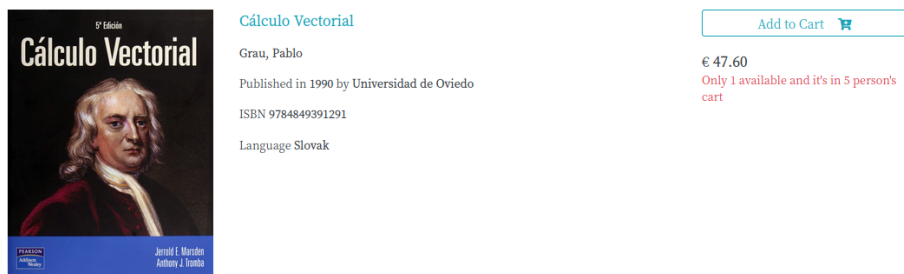 5ª Edición
Cálculo Vectorial
PEARSON
Addison
Wesley
Jerrold E. Marsden
Anthony J. Tromba
Cálculo Vectorial
Grau, Pablo
Published in 1990 by Universidad de Oviedo
ISBN 9784849391291
Language Slovak
Add to Cart
€ 47.60
Only 1 available and it's in 5 person's
cart